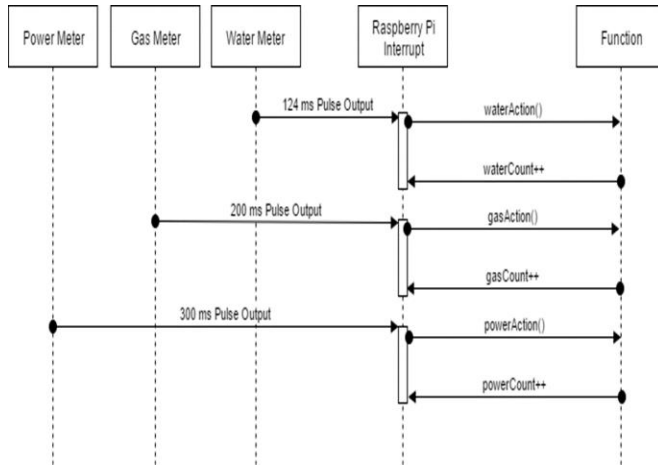 Power Meter
Gas Meter
Water Meter
Raspberry Pi
Interrupt
Function
124 ms Pulse Output
waterAction()
waterCount++
200 ms Pulse Output
gasAction()
gasCount++
300 ms Pulse Output
powerAction()
powerCount++